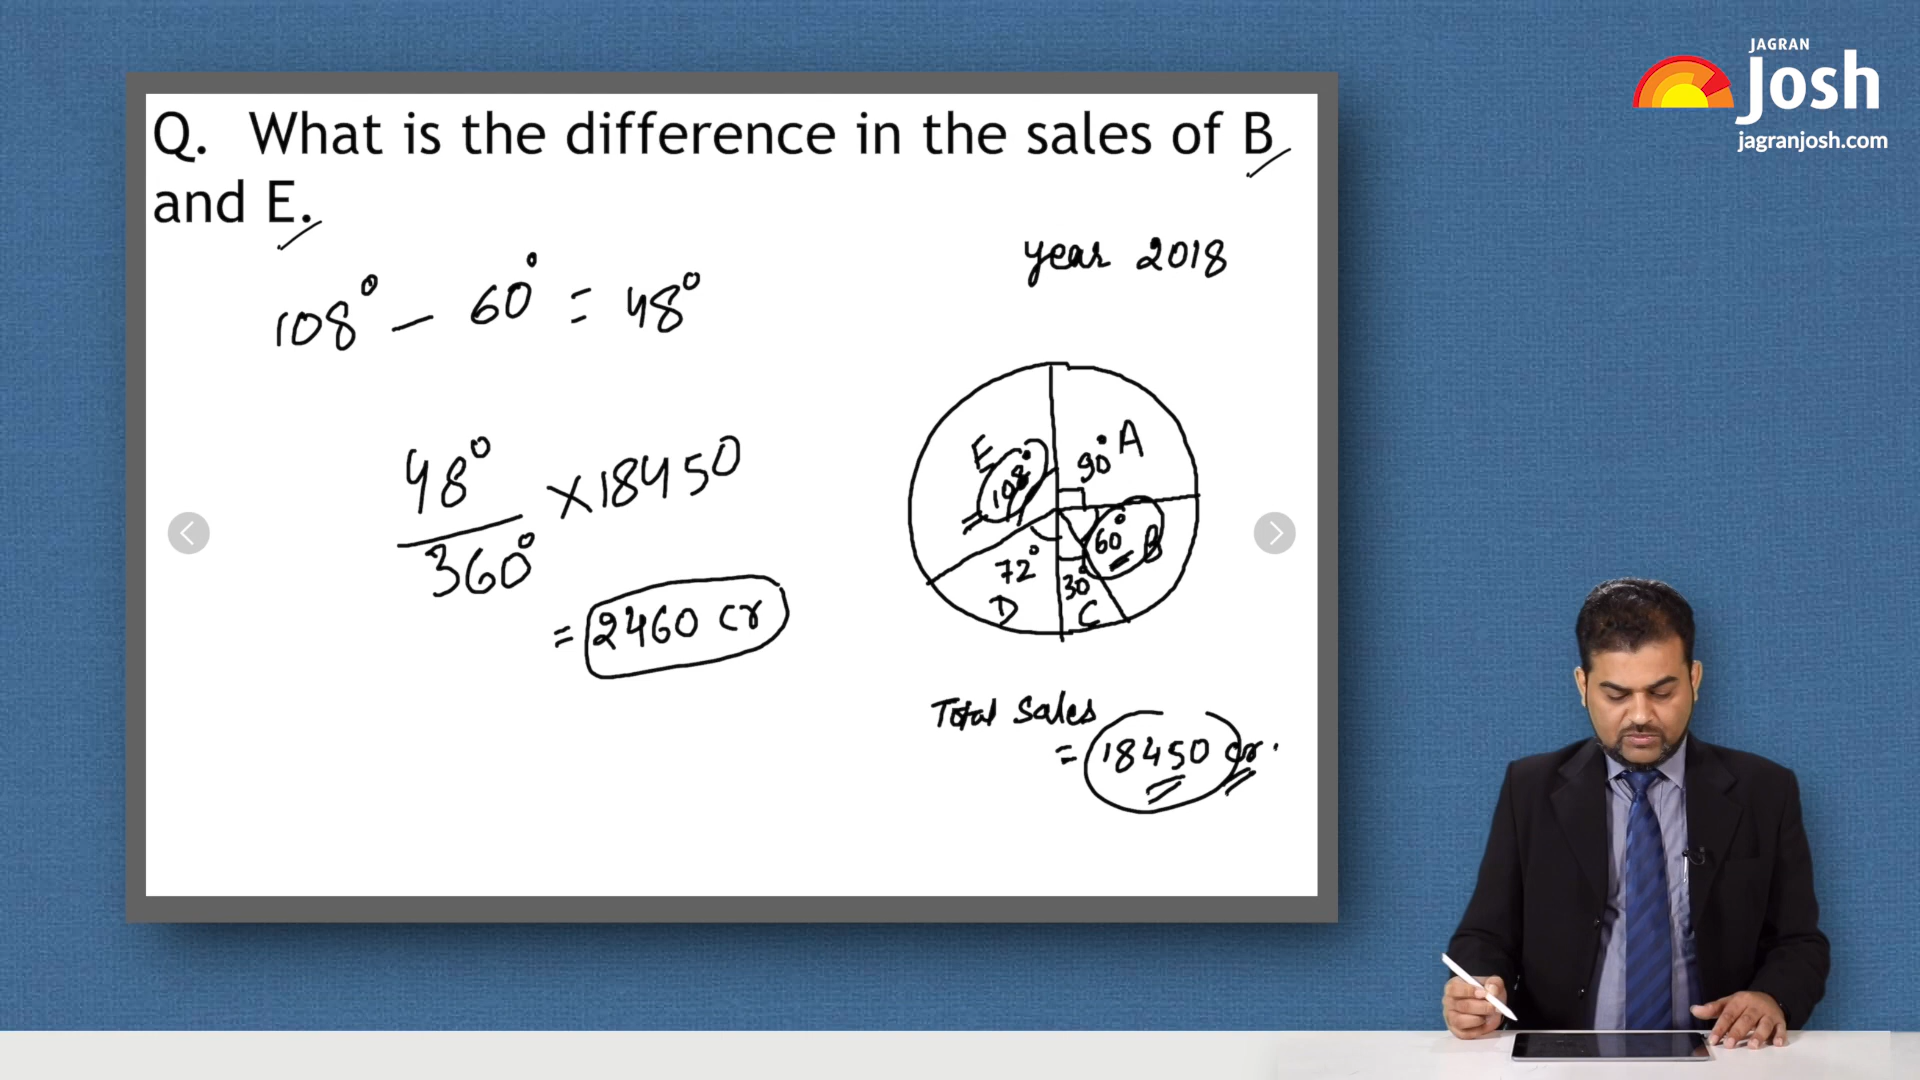 JAGRAN
Josh
jagranjosh.com
Q. What is the difference in the sales of B
and E.
year 2018
108° - 60° = 48°
48° × 18450
360°
= 2460 cr
E
108°
90° A
60° B
72°
D
30°
C
Total Sales
= 18450 cr.